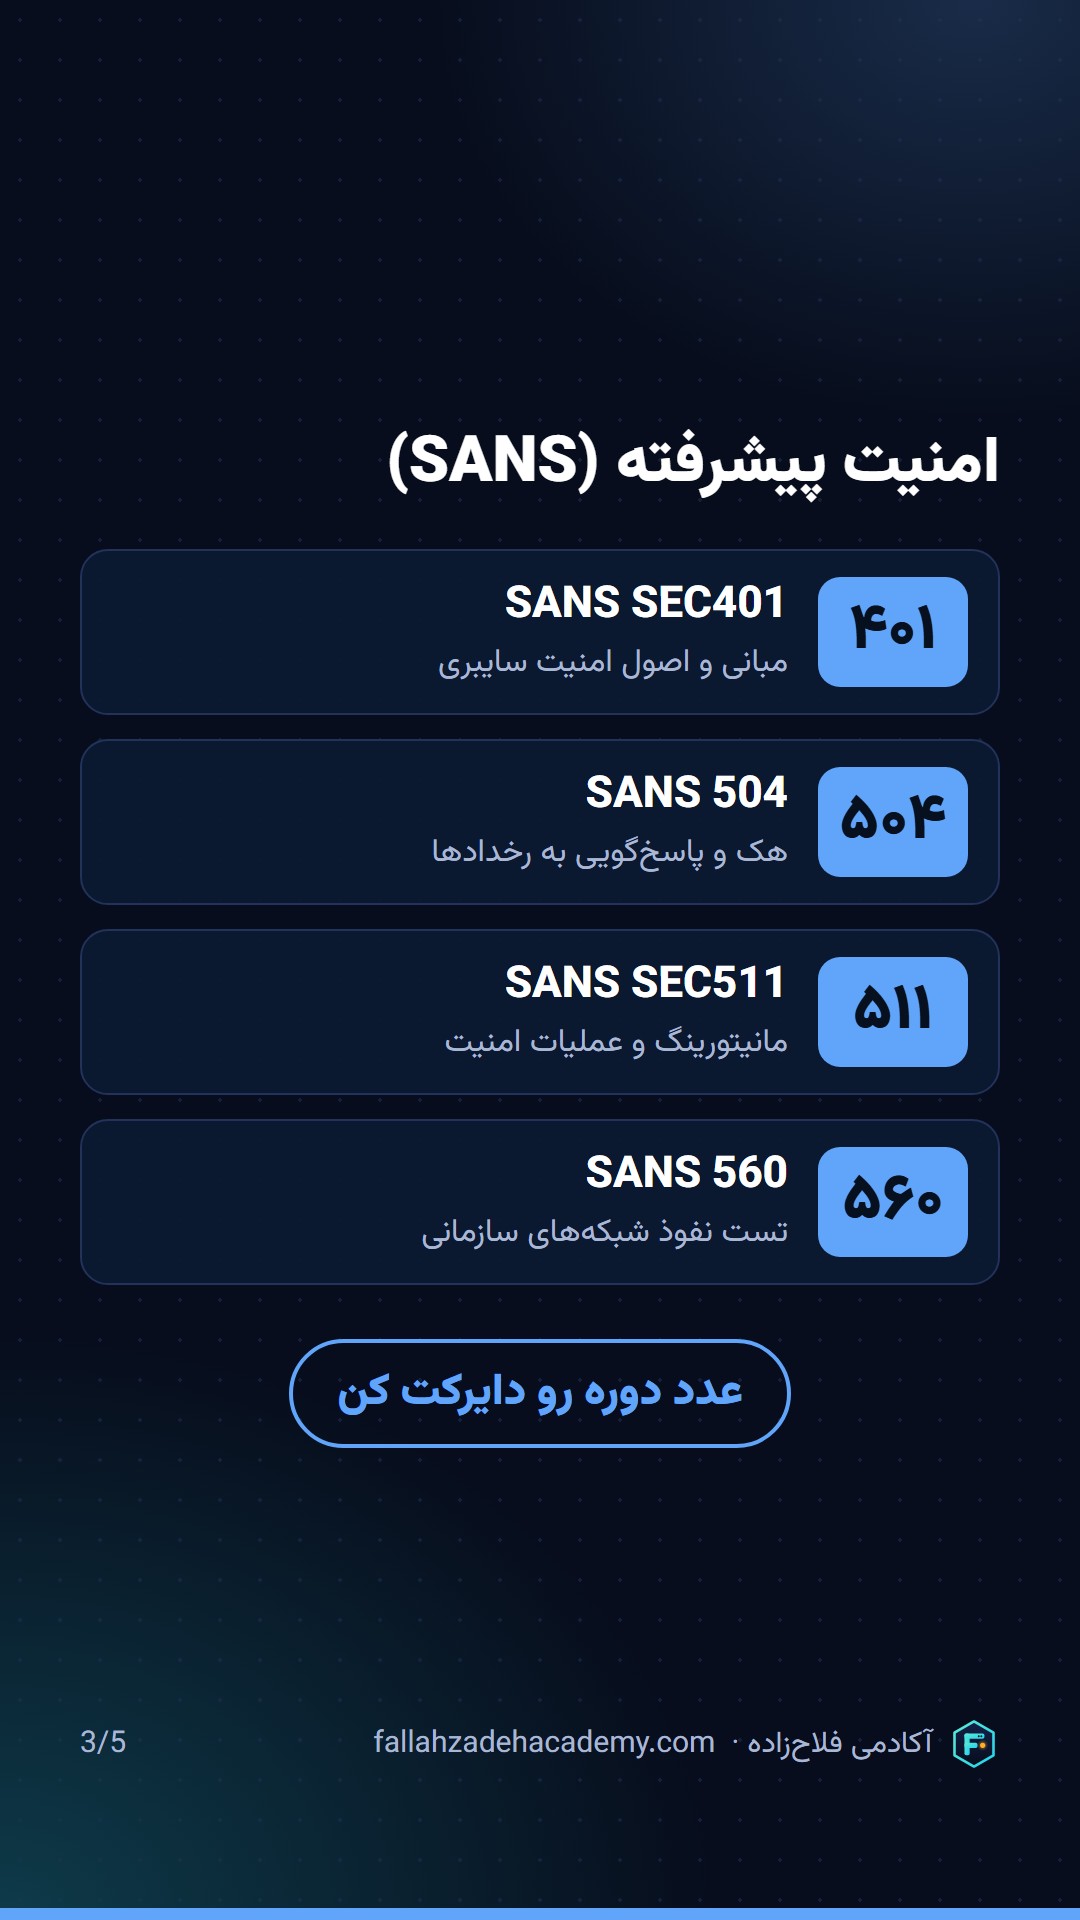 امنیت پیشرفته (SANS)
۴۰۱
SANS SEC401
مبانی و اصول امنیت سایبری
۵۰۴
SANS 504
هک و پاسخ‌گویی به رخدادها
۵۱۱
SANS SEC511
مانیتورینگ و عملیات امنیت
۵۶۰
SANS 560
تست نفوذ شبکه‌های سازمانی
عدد دوره رو دایرکت کن
آکادمی فلاح‌زاده · fallahzadehacademy.com
3/5